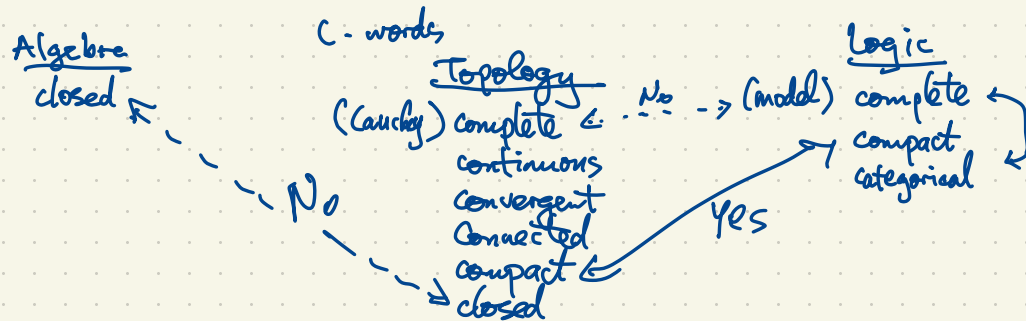 C - words
Algebra
closed
Topology
(Cauchy) complete
continuous
convergent
Connected
compact
closed
Logic
(model) complete
compact
categorical
No
No
Yes